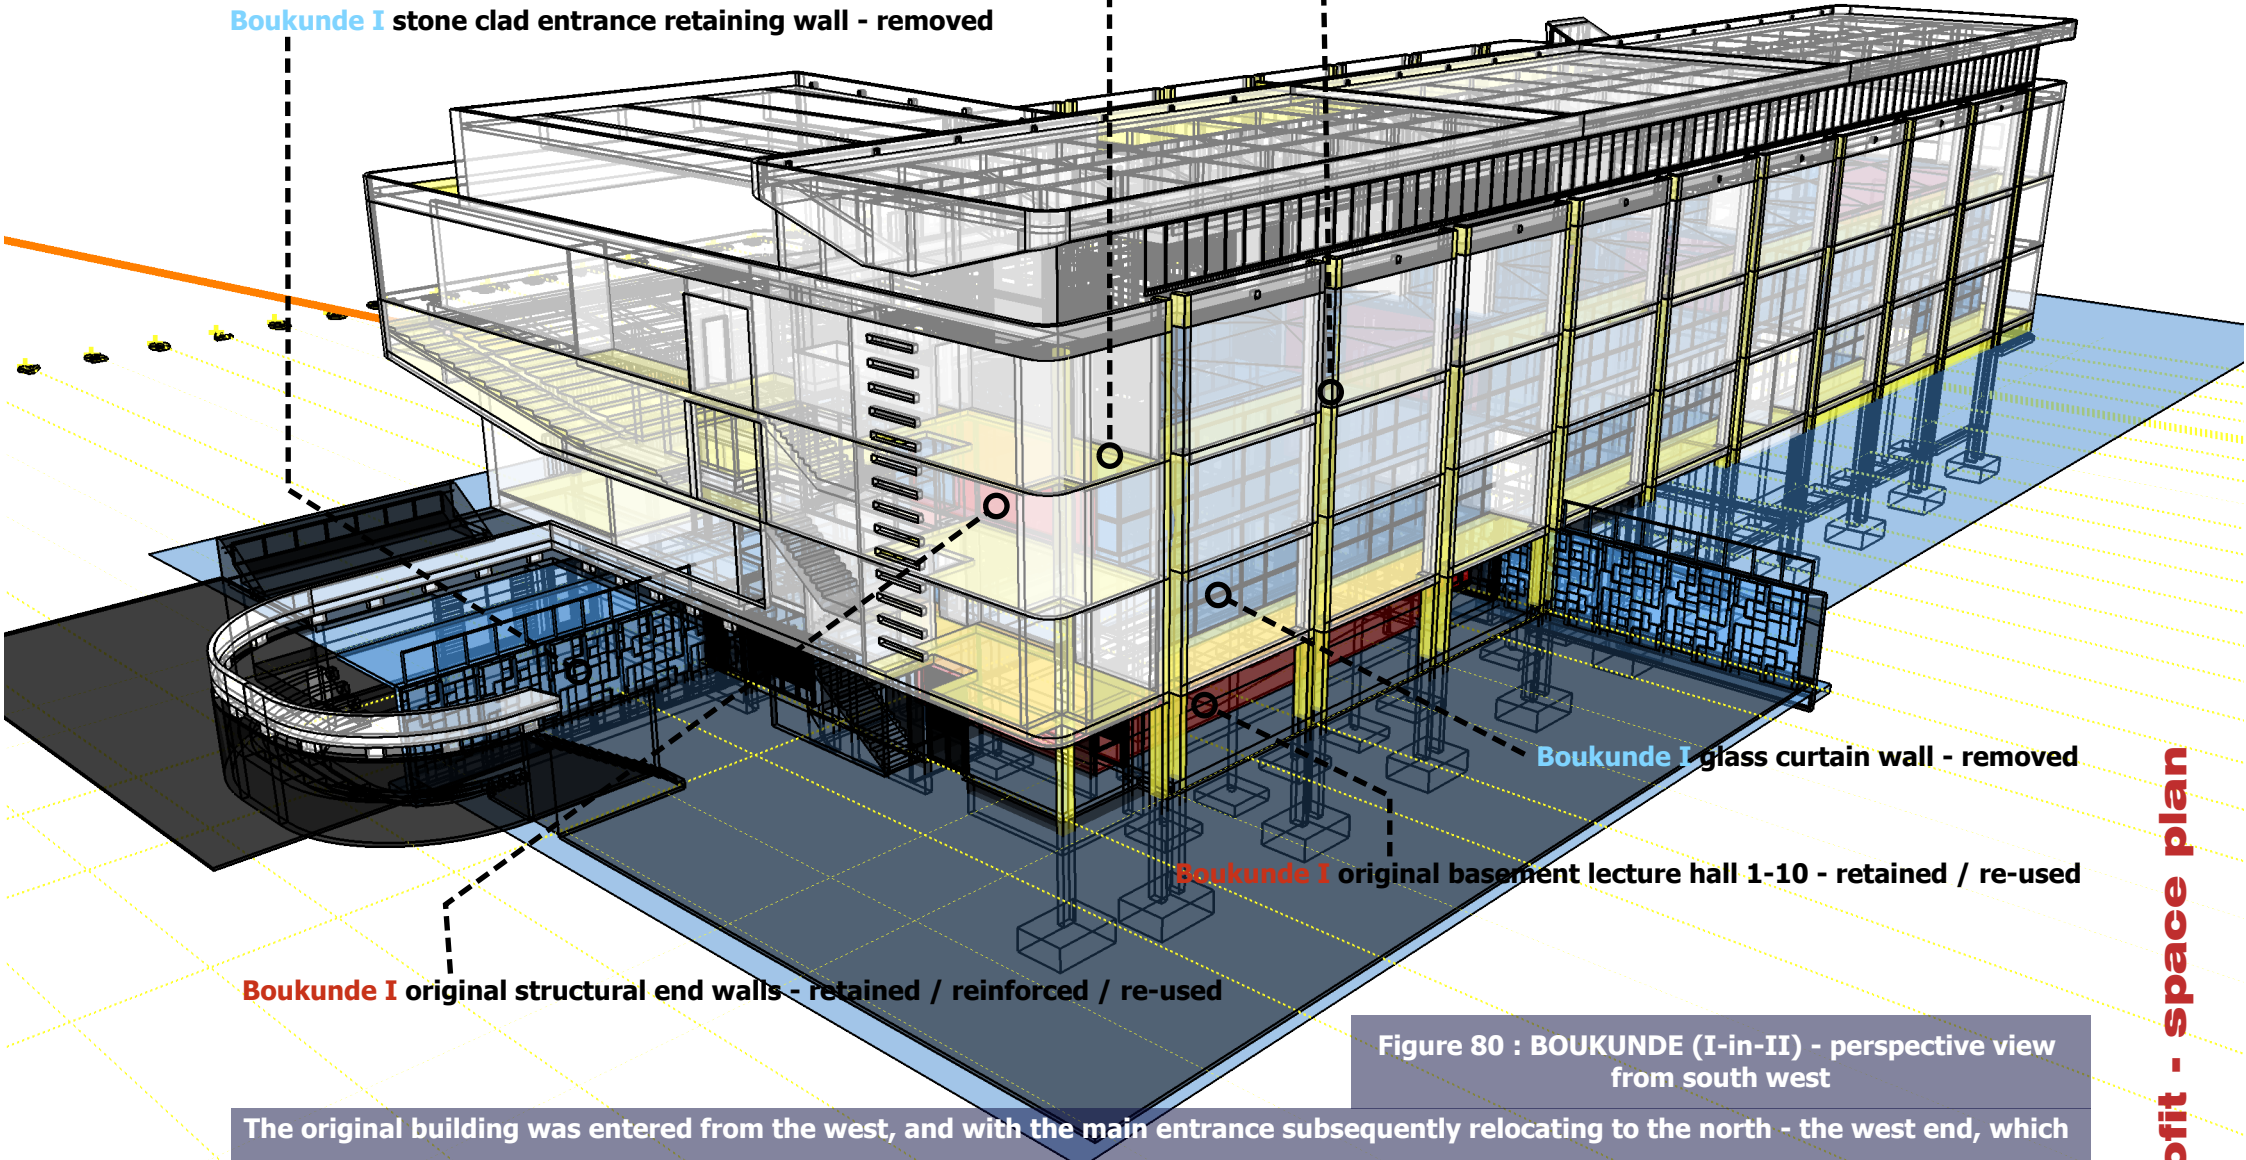 Boukunde I stone clad entrance retaining wall - removed
Boukunde I glass curtain wall - removed
Boukunde I original basement lecture hall 1-10 - retained / re-used
Boukunde I original structural end walls - retained / reinforced / re-used
Figure 80 : BOUKUNDE (I-in-II) - perspective view
from south west
The original building was entered from the west, and with the main entrance subsequently relocating to the north - the west end, which
- space plan